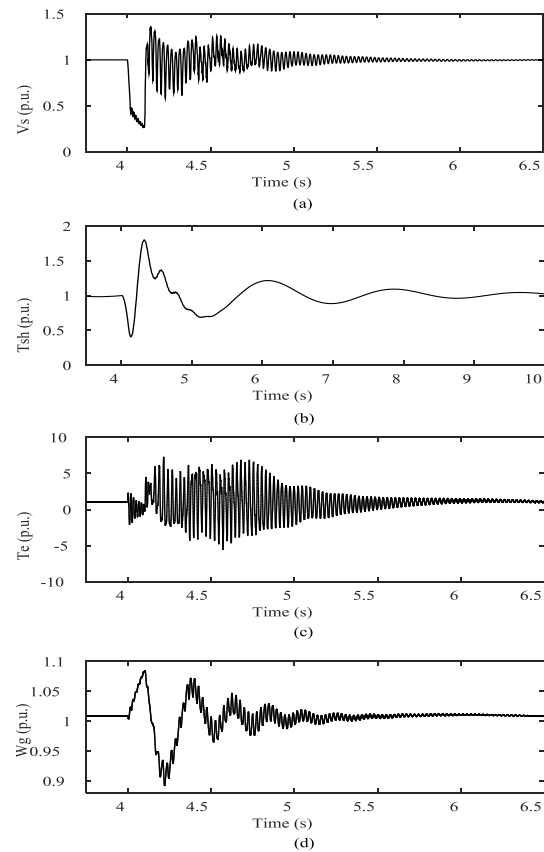 1.5
1
0.5
0
Vs (p.u.)
4 4.5 5 5.5 6 6.5
Time (s)
(a)
2
1.5
1
0.5
0
Tsh (p.u.)
4 5 6 7 8 9 10
Time (s)
(b)
10
5
0
-5
-10
Te (p.u.)
4 4.5 5 5.5 6 6.5
Time (s)
(c)
1.1
1.05
1
0.95
0.9
Wg (p.u.)
4 4.5 5 5.5 6 6.5
Time (s)
(d)